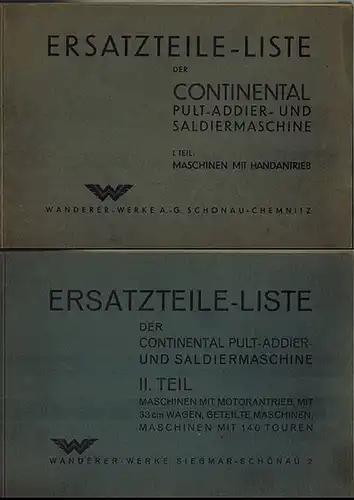 ERSATZTEILE-LISTE
DER
CONTINENTAL
PULT-ADDIER- UND
SALDIERMASCHINE
I. TEIL:
MASCHINEN MIT HANDANTRIEB
W
WANDERER-WERKE A.-G. SCHÖNAU-CHEMNITZ
ERSATZTEILE-LISTE
DER
CONTINENTAL PULT-ADDIER-
UND SALDIERMASCHINE
II. TEIL
MASCHINEN MIT MOTORANTRIEB, MIT
33 cm WAGEN, GETEILTE MASCHINEN,
MASCHINEN MIT 140 TOUREN
W
WANDERER-WERKE SIEGMAR-SCHÖNAU 2